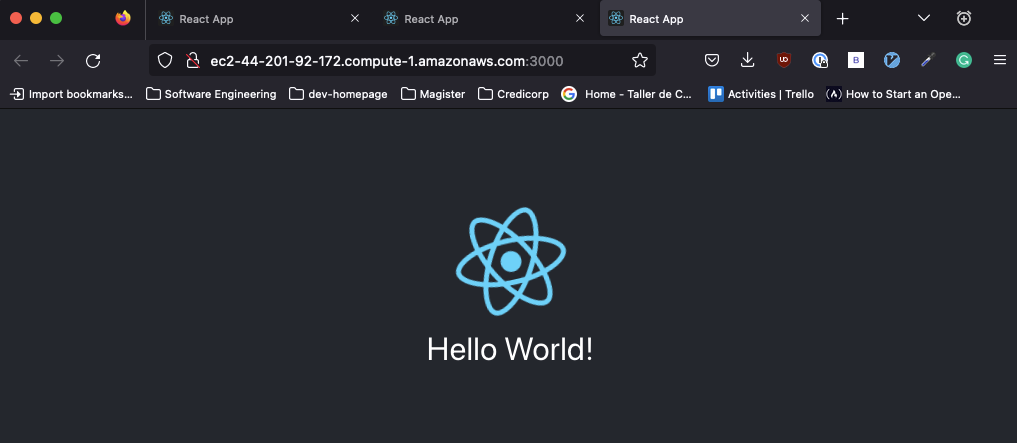 React App
React App
React App
ec2-44-201-92-172.compute-1.amazonaws.com:3000
Import bookmarks... Software Engineering dev-homepage Magister Credicorp Home - Taller de C... Activities | Trello How to Start an Ope...
Hello World!